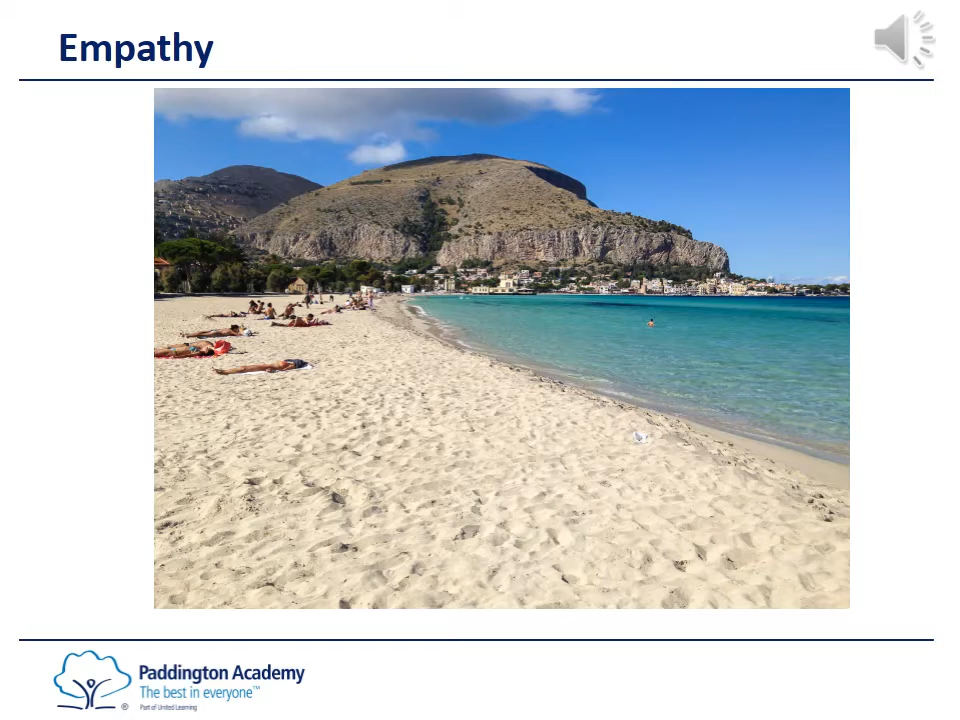 Empathy
Paddington Academy
The best in everyone™
Part of United Learning
®